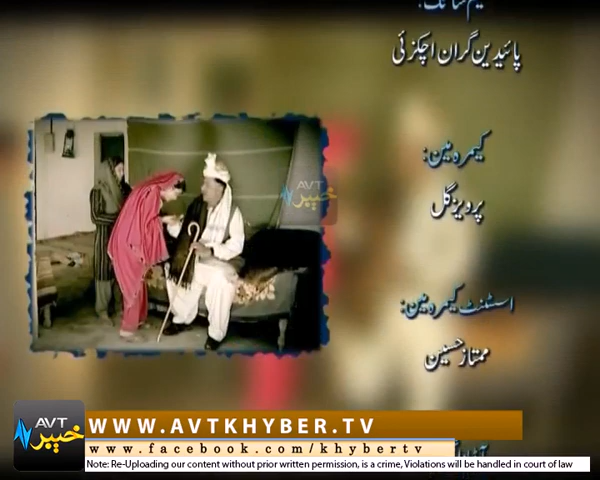 پائیدین گران اچکزئی
کیمرہ مین:
پرویز گل
اسسٹنٹ کیمرہ مین:
ممتاز حسین
AVT
خیبر
AVT
خیبر
WWW.AVTKHYBER.TV
www.facebook.com/khybertv
Note: Re-Uploading our content without prior written permission, is a crime, Violations will be handled in court of law